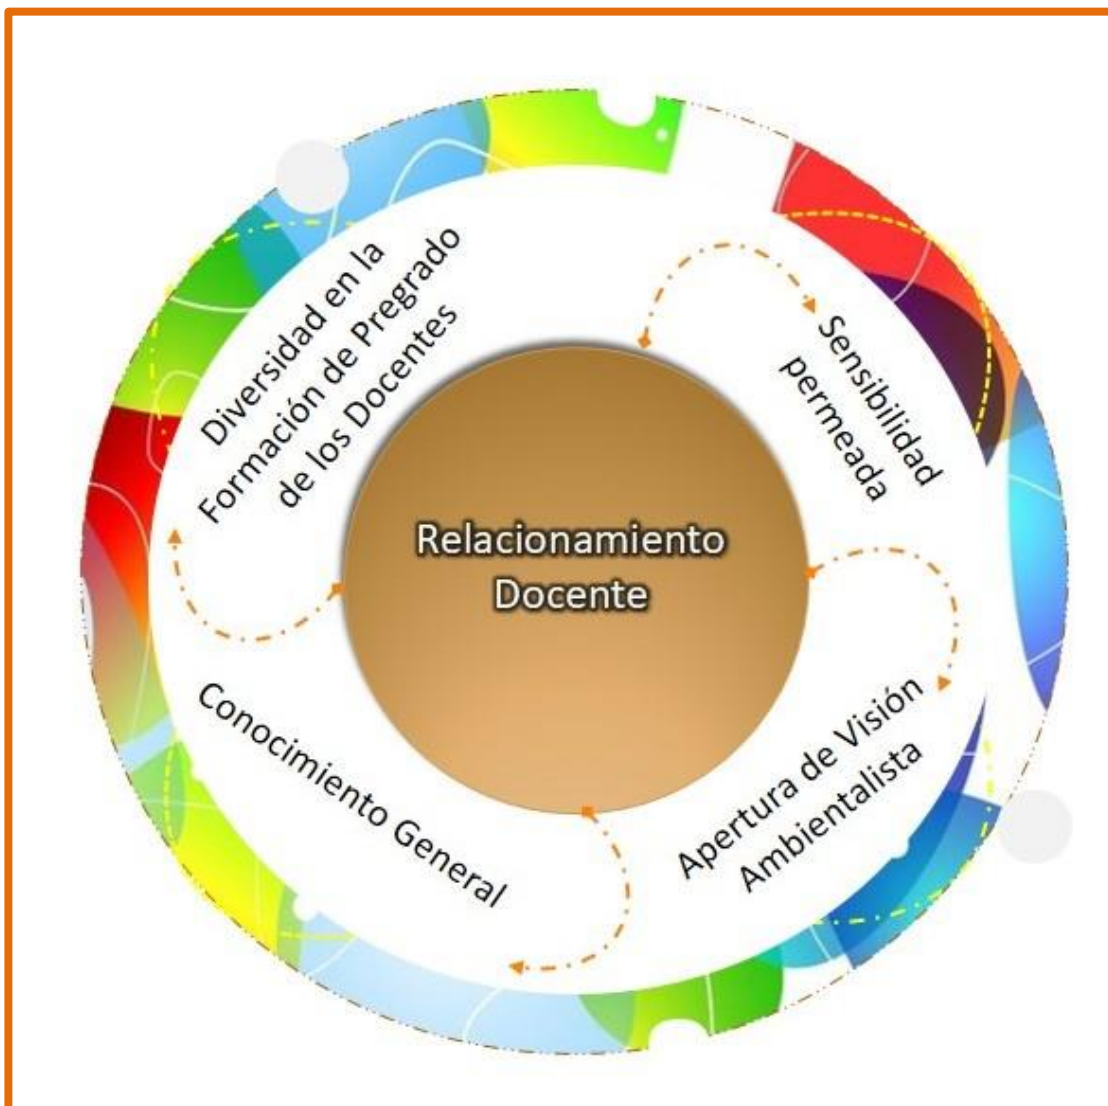 Diversidad en la
Formación de Pregrado
de los Docentes
Sensibilidad
permeada
Relacionamiento
Docente
Conocimiento General
Apertura de Visión
Ambientalista